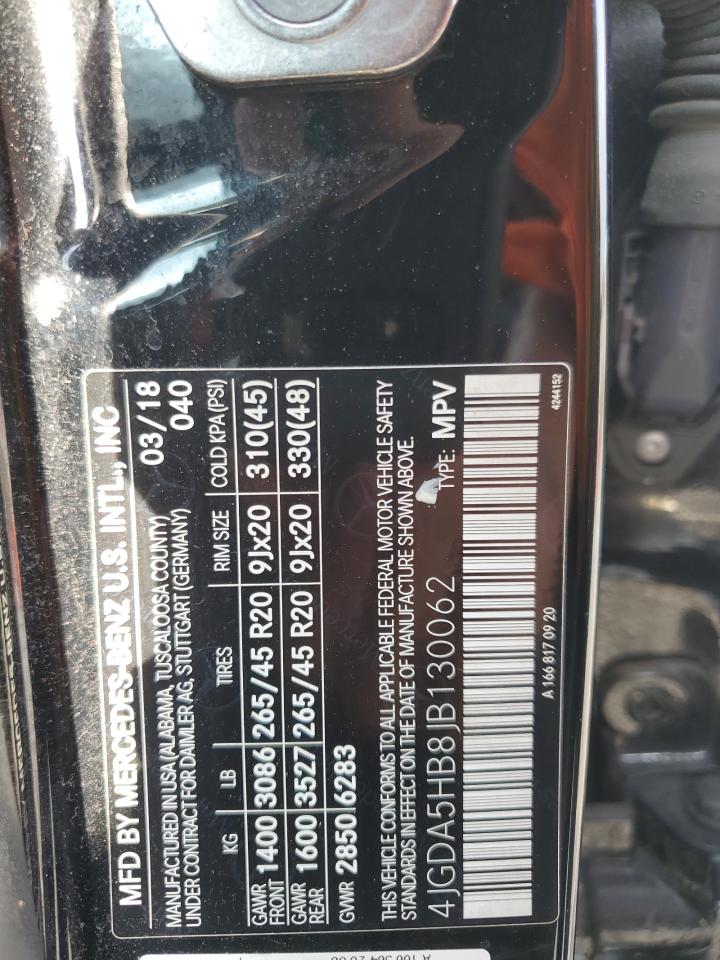 MFD BY MERCEDES-BENZ U.S. INTL., INC
MANUFACTURED IN USA (ALABAMA, TUSCALOOSA COUNTY) 03/18
UNDER CONTRACT FOR DAIMLER AG, STUTTGART (GERMANY) 040
KG LB TIRES RIM SIZE COLD KPA (PSI)
GAWR FRONT 1400 3086 265/45 R20 9Jx20 310(45)
GAWR REAR 1600 3527 265/45 R20 9Jx20 330(48)
GVWR 2850 6283
THIS VEHICLE CONFORMS TO ALL APPLICABLE FEDERAL MOTOR VEHICLE SAFETY
STANDARDS IN EFFECT ON THE DATE OF MANUFACTURE SHOWN ABOVE.
4JGDA5HB8JB130062 TYPE: MPV
A 166 817 09 20 4244152